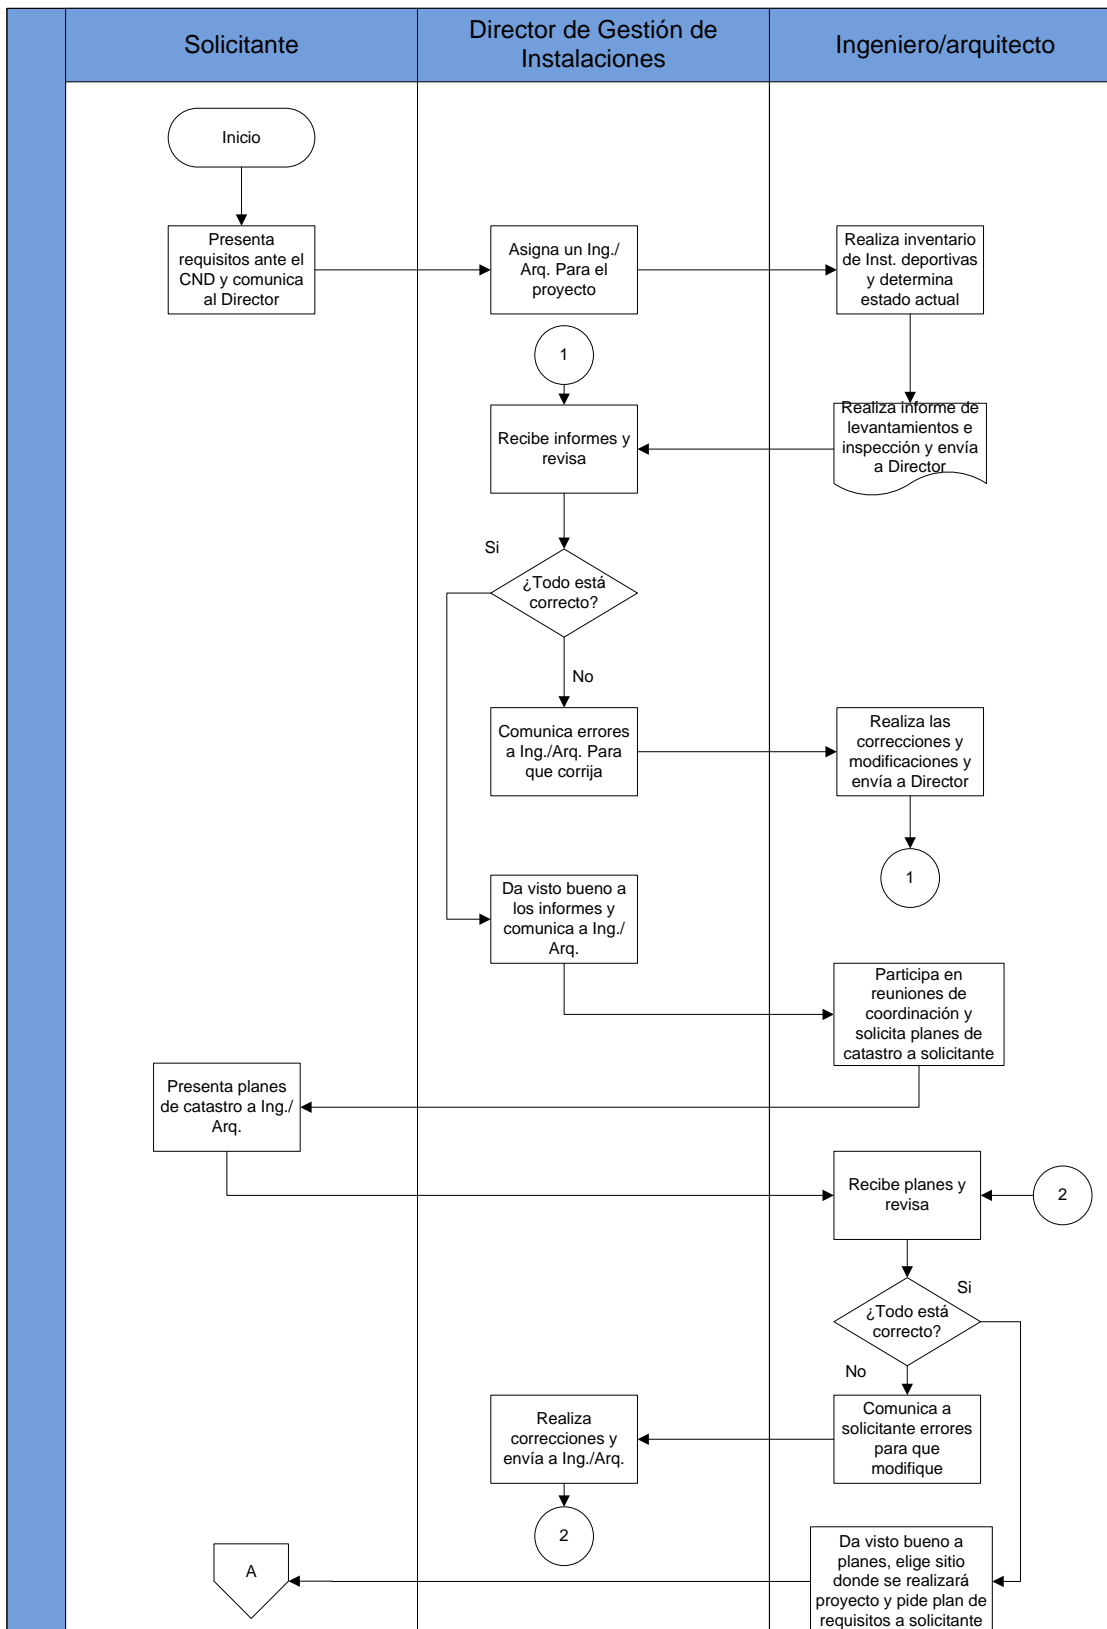 Solicitante
Director de Gestión de
Instalaciones
Ingeniero/arquitecto
Inicio
Presenta
requisitos ante el
CND y comunica
al Director
Asigna un Ing./
Arq. Para el
proyecto
Realiza inventario
de Inst. deportivas
y determina
estado actual
1
Recibe informes y
revisa
Realiza informe de
levantamientos e
inspección y envía
a Director
Si
¿Todo está
correcto?
No
Comunica errores
a Ing./Arq. Para
que corrija
Realiza las
correcciones y
modificaciones y
envía a Director
1
Da visto bueno a
los informes y
comunica a Ing./
Arq.
Participa en
reuniones de
coordinación y
solicita planes de
catastro a solicitante
Presenta planes
de catastro a Ing./
Arq.
Recibe planes y
revisa
2
Si
¿Todo está
correcto?
No
Comunica a
solicitante errores
para que
modifique
Realiza
correcciones y
envía a Ing./Arq.
2
Da visto bueno a
planes, elige sitio
donde se realizará
proyecto y pide plan de
requisitos a solicitante
A